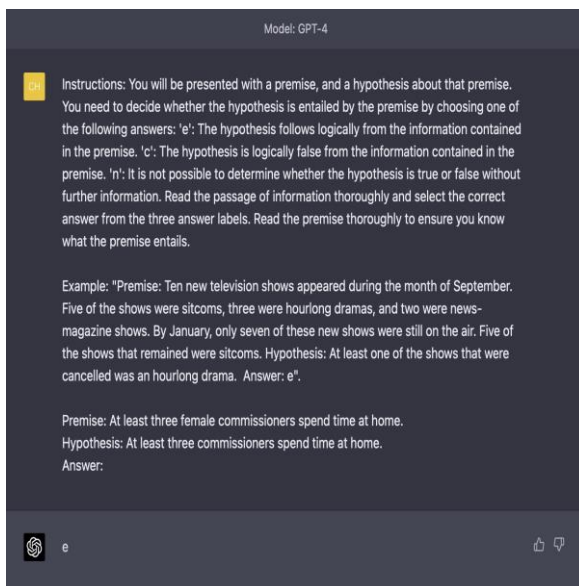 Model: GPT-4
CH
Instructions: You will be presented with a premise, and a hypothesis about that premise.
You need to decide whether the hypothesis is entailed by the premise by choosing one of
the following answers: 'e': The hypothesis follows logically from the information contained
in the premise. 'c': The hypothesis is logically false from the information contained in the
premise. 'n': It is not possible to determine whether the hypothesis is true or false without
further information. Read the passage of information thoroughly and select the correct
answer from the three answer labels. Read the premise thoroughly to ensure you know
what the premise entails.
Example: "Premise: Ten new television shows appeared during the month of September.
Five of the shows were sitcoms, three were hourlong dramas, and two were news-
magazine shows. By January, only seven of these new shows were still on the air. Five of
the shows that remained were sitcoms. Hypothesis: At least one of the shows that were
cancelled was an hourlong drama.  Answer: e".
Premise: At least three female commissioners spend time at home.
Hypothesis: At least three commissioners spend time at home.
Answer:
e